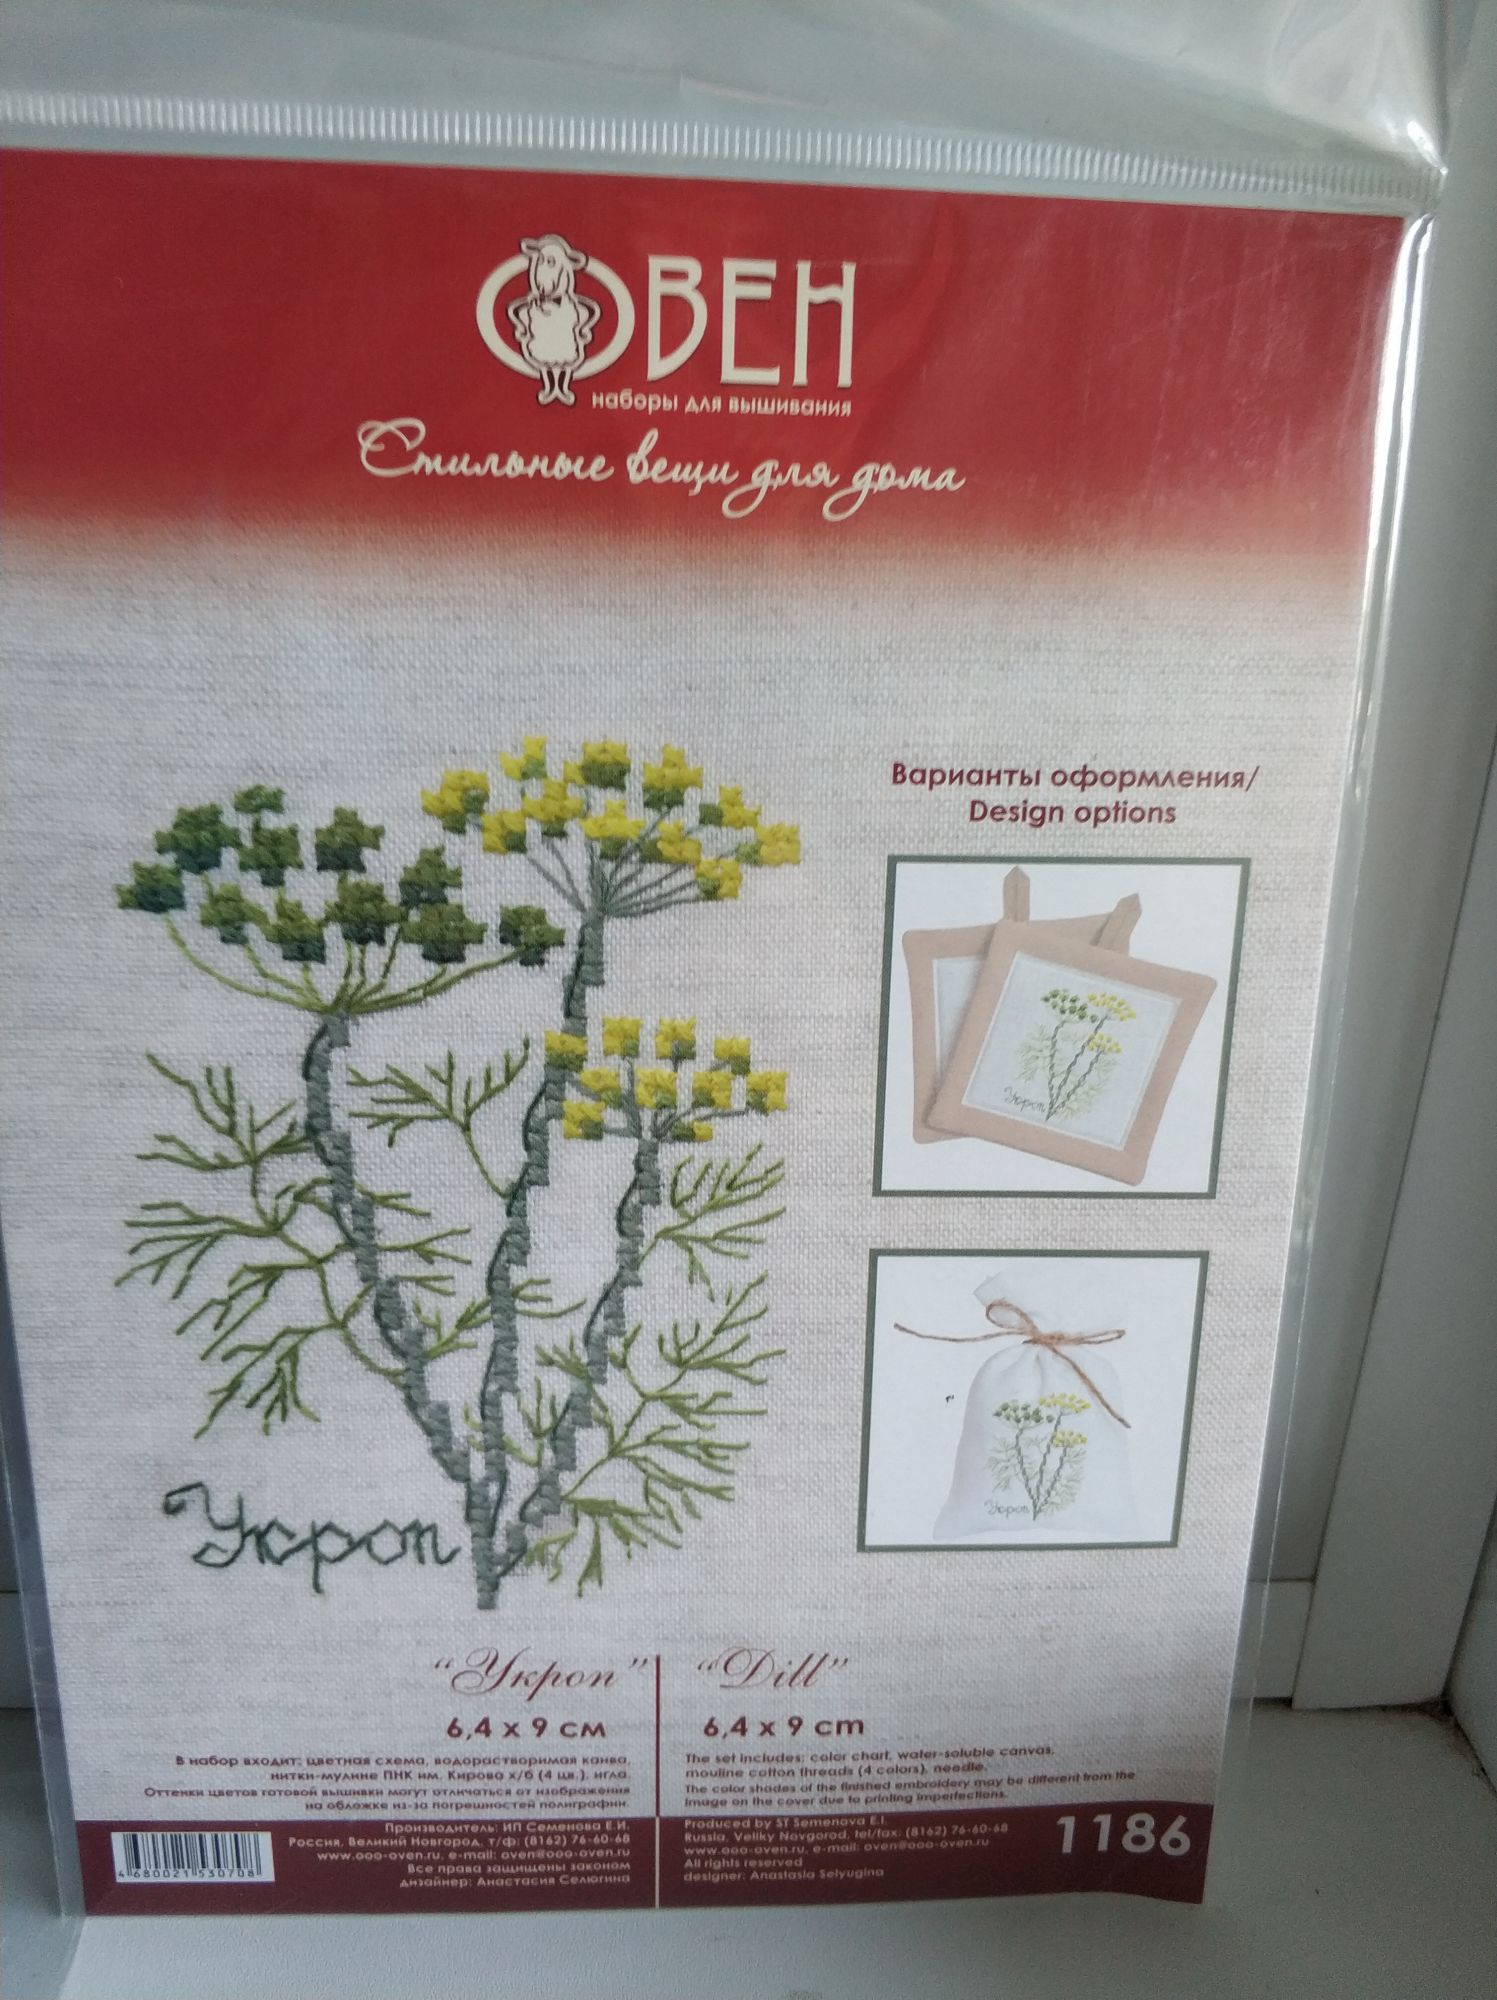 ОВЕН
наборы для вышивания
Стильные вещи для дома
Варианты оформления/
Design options
Укроп
Укроп
Укроп
"Укроп"
6,4 х 9 см
В набор входит: цветная схема, водорастворимая канва,
нитки-мулине ПНК им. Кирова х/б (4 цв.), игла.
Оттенки цветов готовой вышивки могут отличаться от изображения
на обложке из-за погрешностей полиграфии.
"Dill"
6,4 x 9 cm
The set includes: color chart, water-soluble canvas,
mouline cotton threads (4 colors), needle.
The color shades of the finished embroidery may be different from the
image on the cover due to printing imperfections.
4 680021 530708
Производитель: ИП Семенова Е.И.
Россия, Великий Новгород, т/ф: (8162) 76-60-68
www.ooo-oven.ru, e-mail: oven@ooo-oven.ru
Все права защищены законом
дизайнер: Анастасия Селюгина
Produced by ST Semenova E.I.
Russia, Veliky Novgorod, tel/fax: (8162) 76-60-68
www.ooo-oven.ru, e-mail: oven@ooo-oven.ru
All rights reserved
designer: Anastasia Selyugina
1186